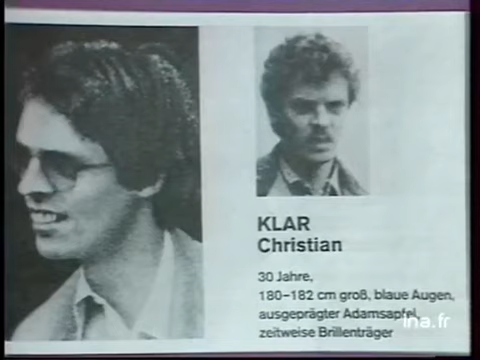 KLAR
Christian
30 Jahre,
180-182 cm groß, blaue Augen,
ausgeprägter Adamsapfel,
zeitweise Brillenträger
ina.fr